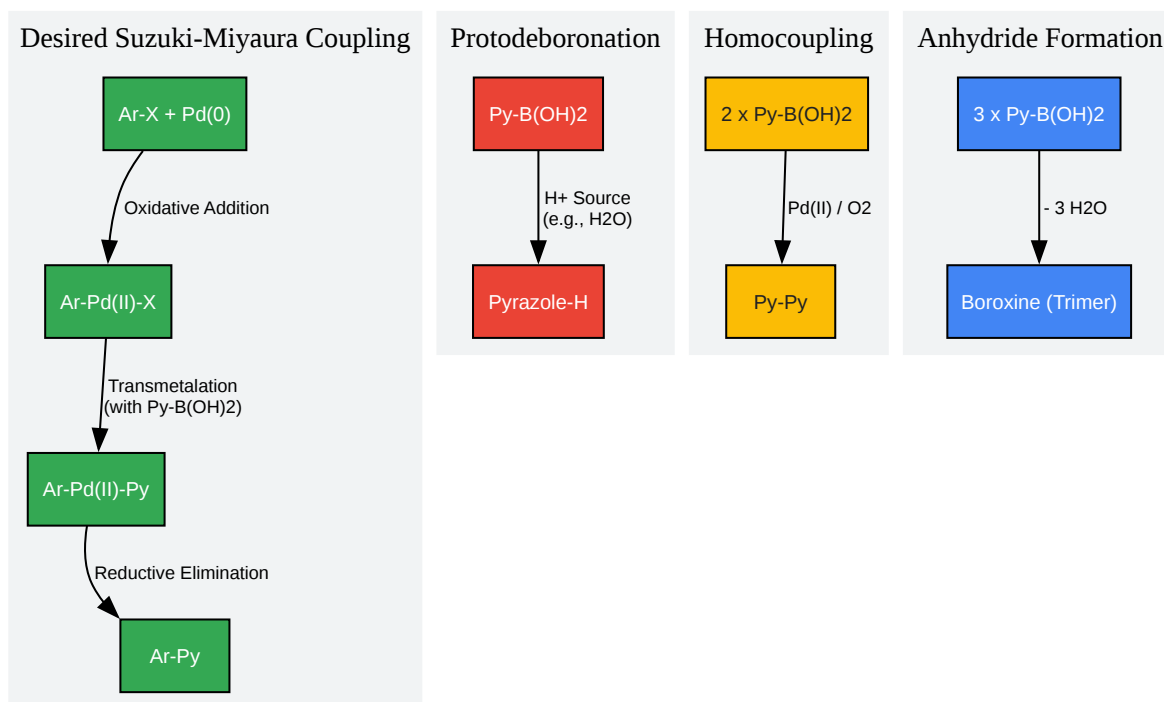 Desired Suzuki-Miyaura Coupling
Ar-X + Pd(0)
Oxidative Addition
Ar-Pd(II)-X
Transmetalation
(with Py-B(OH)2)
Ar-Pd(II)-Py
Reductive Elimination
Ar-Py
Protodeboronation
Py-B(OH)2
H+ Source
(e.g., H2O)
Pyrazole-H
Homocoupling
2 x Py-B(OH)2
Pd(II) / O2
Py-Py
Anhydride Formation
3 x Py-B(OH)2
- 3 H2O
Boroxine (Trimer)